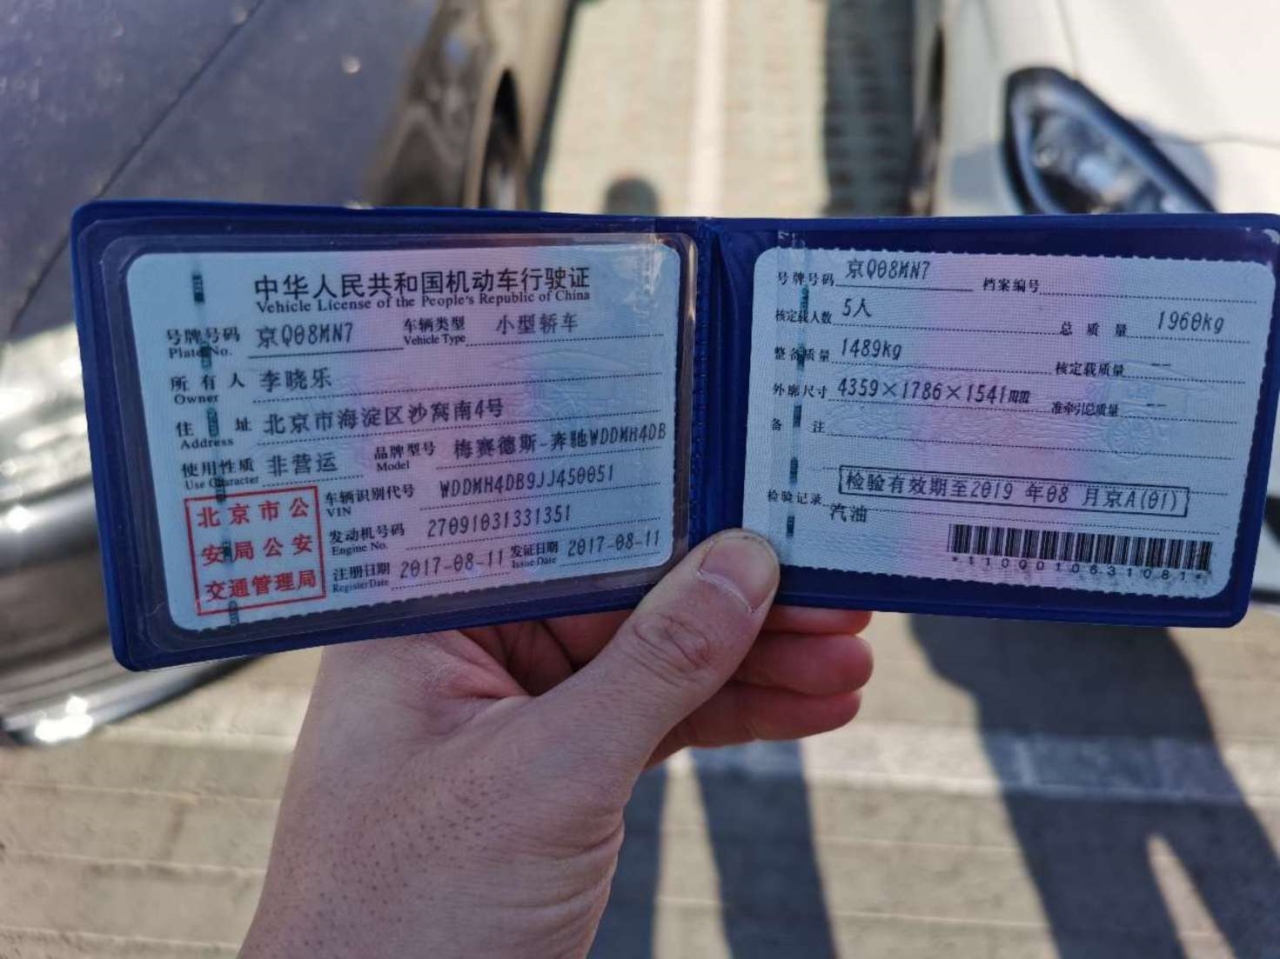 中华人民共和国机动车行驶证
Vehicle License of the People's Republic of China
号牌号码 京Q08MN7 车辆类型 小型轿车
Plate No. Vehicle Type
所有人 李晓乐
Owner
住址 北京市海淀区沙窝南4号
Address
使用性质 非营运 品牌型号 梅赛德斯-奔驰WDDMH4DB
Use Character Model
北京市公
安局公安
交通管理局
车辆识别代号 WDDMH4DB9JJ450051
VIN
发动机号码 27091031331351
Engine No.
注册日期 2017-08-11 发证日期 2017-08-11
Register Date Issue Date
号牌号码 京Q08MN7 档案编号
核定载人数 5人 总质量 1960kg
整备质量 1489kg 核定载质量 --
外廓尺寸 4359×1786×1541mm 准牵引总质量 --
备注
检验有效期至2019 年08 月京A(01)
检验记录
汽油
*1100010631081*